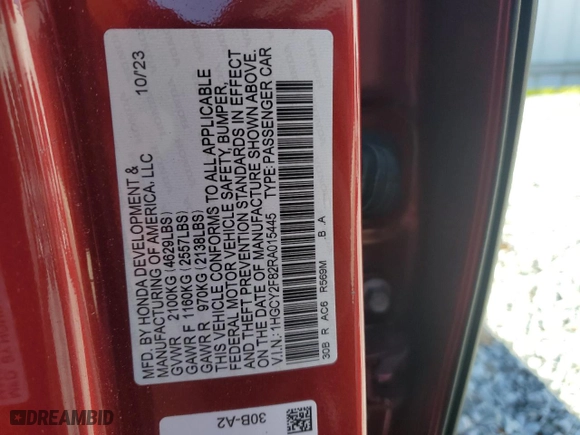 MFD. BY HONDA DEVELOPMENT & 10/23
MANUFACTURING OF AMERICA, LLC
GVWR 2100KG (4629LBS)
GAWR F 1160KG (2557LBS)
GAWR R 970KG (2138LBS)
THIS VEHICLE CONFORMS TO ALL APPLICABLE
FEDERAL MOTOR VEHICLE SAFETY, BUMPER,
AND THEFT PREVENTION STANDARDS IN EFFECT
ON THE DATE OF MANUFACTURE SHOWN ABOVE.
V.I.N.:1HGCY2F82RA015445 TYPE:PASSENGER CAR
30B R AC6 R569M B .A
30B-A2
DREAMBID